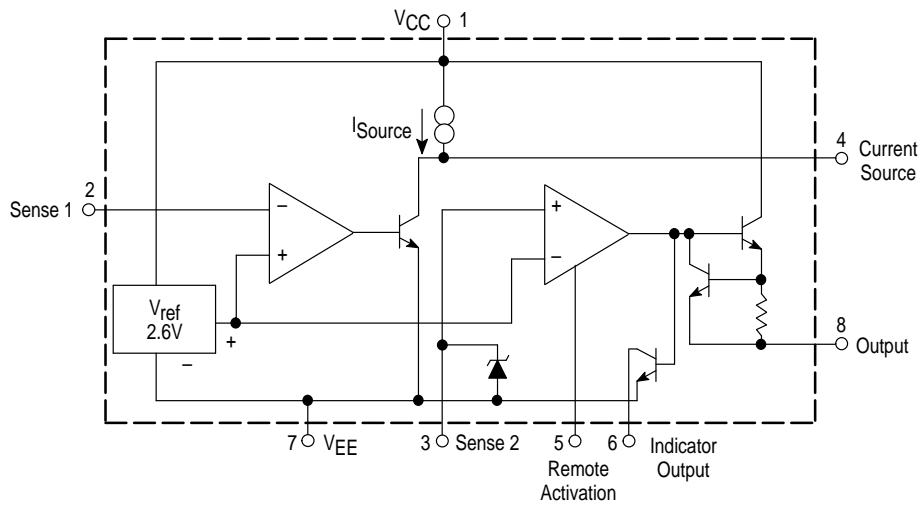 VCC 1
ISource
4
Current
Source
2
Sense 1
−
+
+
−
Vref
2.6V
+
−
8
Output
7 VEE
3 Sense 2
5
Remote
Activation
6 Indicator
Output